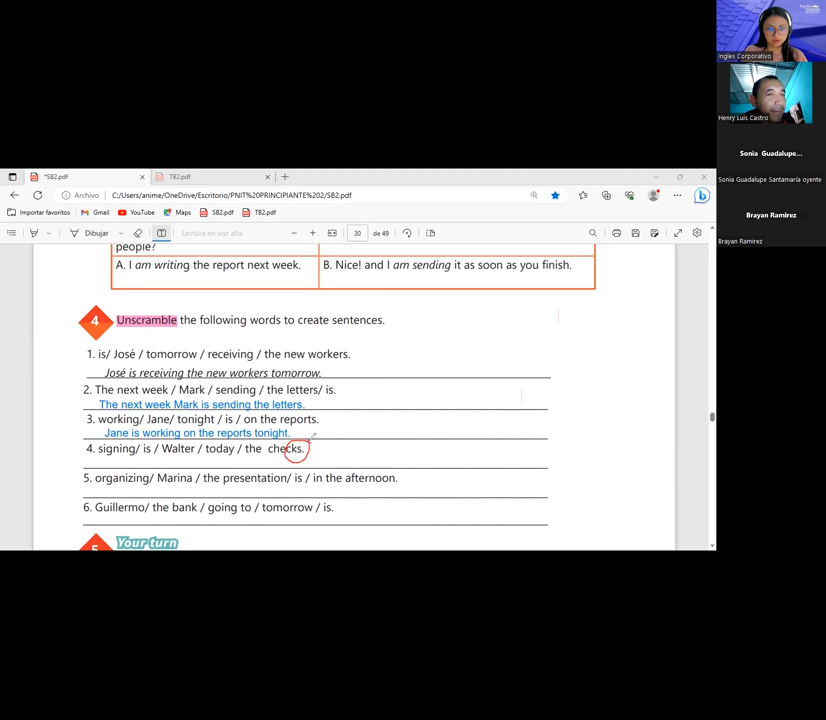 Ingles Corporativo
Henry Luis Castro
Sonia Guadalupe...
Sonia Guadalupe Santamaría oyente
Brayan Ramirez
Brayan Ramirez
*SB2.pdf
TB2.pdf
Archivo
C:/Users/anime/OneDrive/Escritorio/PNIT%20PRINCIPIANTE%202/SB2.pdf
Importar favoritos
Gmail
YouTube
Maps
SB2.pdf
TB2.pdf
Dibujar
Lectura en voz alta
30 de 49
people?
A. I am writing the report next week.
B. Nice! and I am sending it as soon as you finish.
4 Unscramble the following words to create sentences.
1. is/ José / tomorrow / receiving / the new workers.
José is receiving the new workers tomorrow.
2. The next week / Mark / sending / the letters/ is.
The next week Mark is sending the letters.
3. working/ Jane/ tonight / is / on the reports.
Jane is working on the reports tonight.
4. signing/ is / Walter / today / the checks.
5. organizing/ Marina / the presentation/ is / in the afternoon.
6. Guillermo/ the bank / going to / tomorrow / is.
5 Your turn